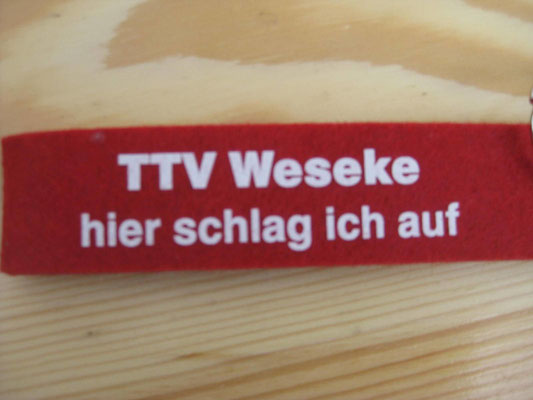 TTV Weseke
hier schlag ich auf